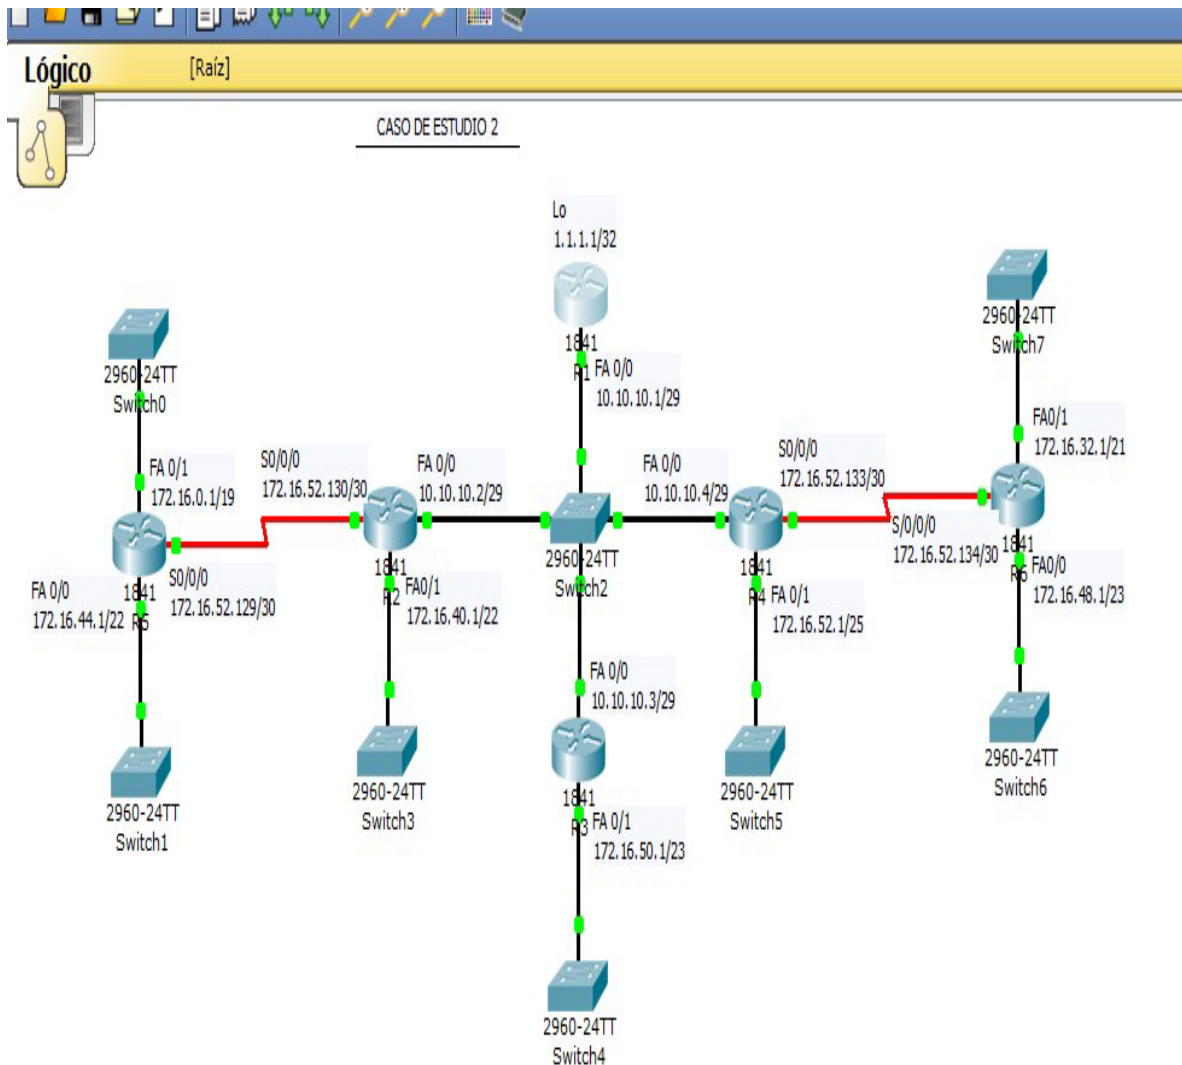 Lógico
[Raíz]
CASO DE ESTUDIO 2
Lo
1.1.1.1/32
1841
R1
FA 0/0
10.10.10.1/29
2960-24TT
Switch0
2960-24TT
Switch7
FA 0/1
172.16.0.1/19
S0/0/0
172.16.52.130/30
FA 0/0
10.10.10.2/29
FA 0/0
10.10.10.4/29
S0/0/0
172.16.52.133/30
FA0/1
172.16.32.1/21
1841
R5
FA 0/0
172.16.44.1/22
S0/0/0
172.16.52.129/30
1841
R2
FA0/1
172.16.40.1/22
2960-24TT
Switch2
1841
R4
FA 0/1
172.16.52.1/25
S/0/0/0
172.16.52.134/30
1841
R6
FA0/0
172.16.48.1/23
FA 0/0
10.10.10.3/29
1841
R3
FA 0/1
172.16.50.1/23
2960-24TT
Switch1
2960-24TT
Switch3
2960-24TT
Switch5
2960-24TT
Switch6
2960-24TT
Switch4